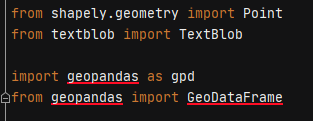 from shapely.geometry import Point
from textblob import TextBlob
import geopandas as gpd
from geopandas import GeoDataFrame